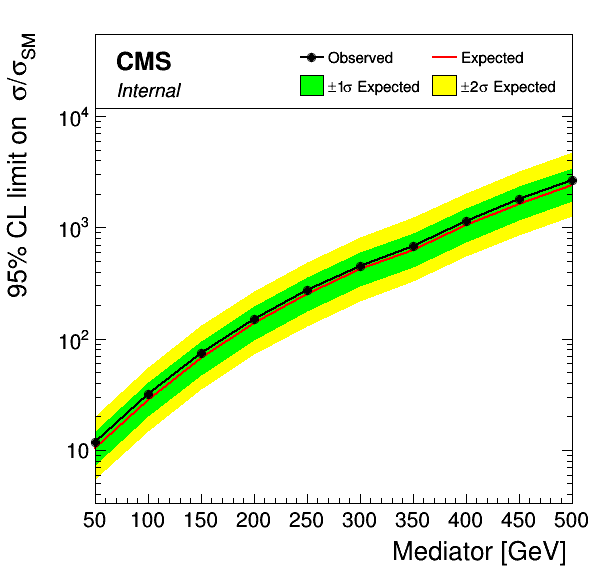 CMS
Internal
Observed
Expected
±1σ Expected
±2σ Expected
95% CL limit on σ/σSM
10⁴
10³
10²
10
50 100 150 200 250 300 350 400 450 500
Mediator [GeV]